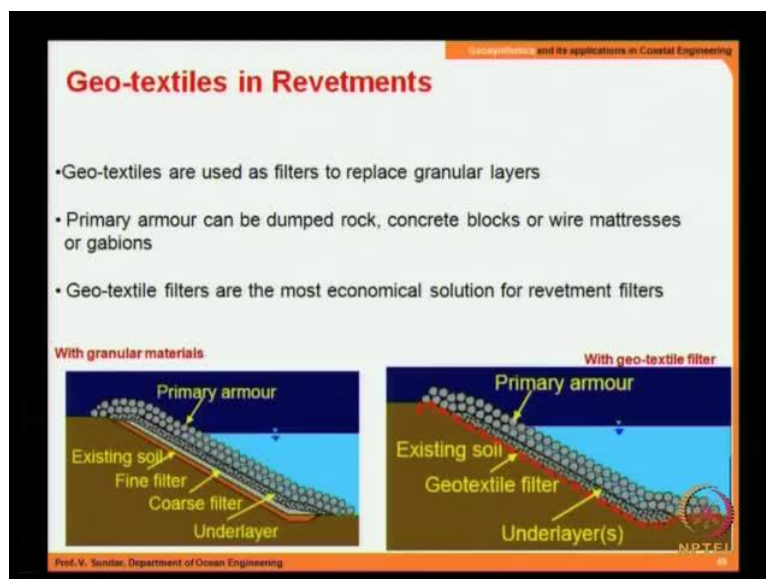 Geosynthetics and its applications in Coastal Engineering
Geo-textiles in Revetments
•Geo-textiles are used as filters to replace granular layers
• Primary armour can be dumped rock, concrete blocks or wire mattresses
or gabions
• Geo-textile filters are the most economical solution for revetment filters
With granular materials
Primary armour
Existing soil
Fine filter
Coarse filter
Underlayer
With geo-textile filter
Primary armour
Existing soil
Geotextile filter
Underlayer(s)
NPTEL
Prof. V. Sundar, Department of Ocean Engineering